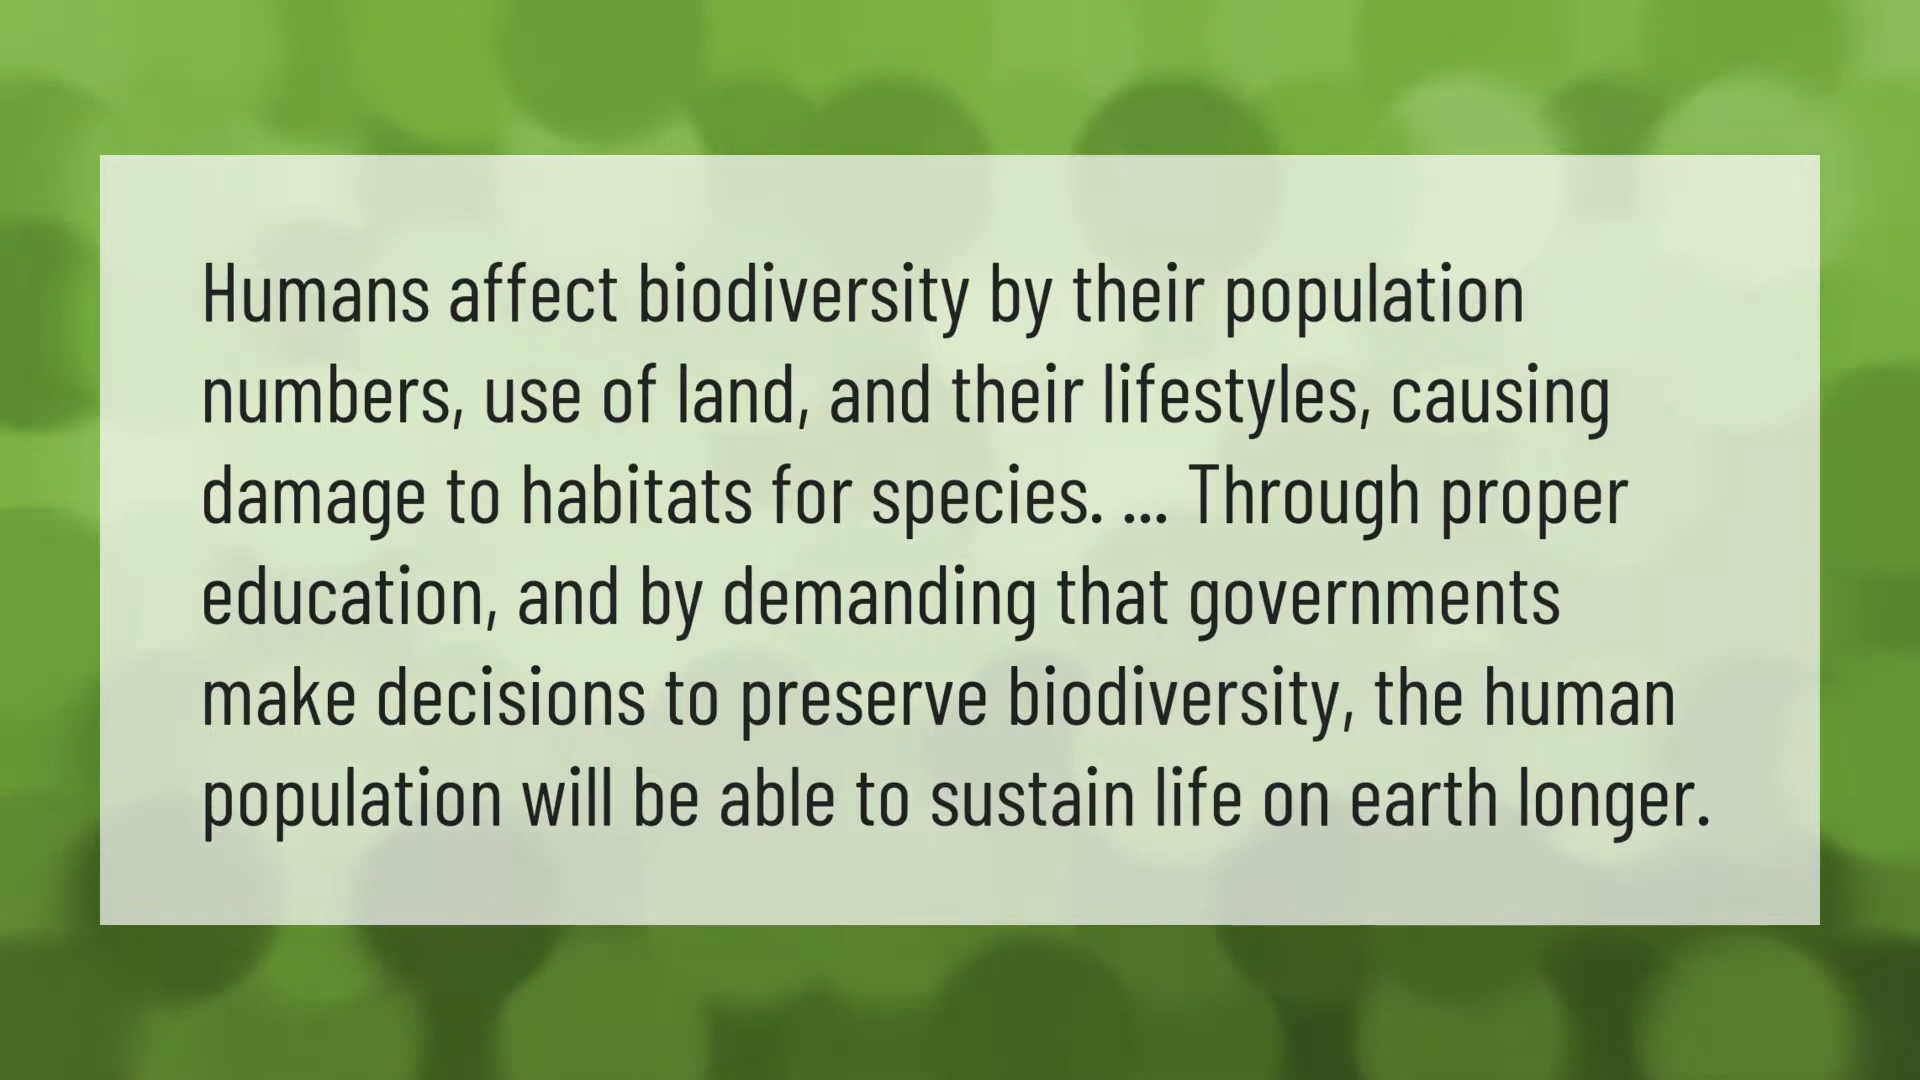 Humans affect biodiversity by their population
numbers, use of land, and their lifestyles, causing
damage to habitats for species. ... Through proper
education, and by demanding that governments
make decisions to preserve biodiversity, the human
population will be able to sustain life on earth longer.